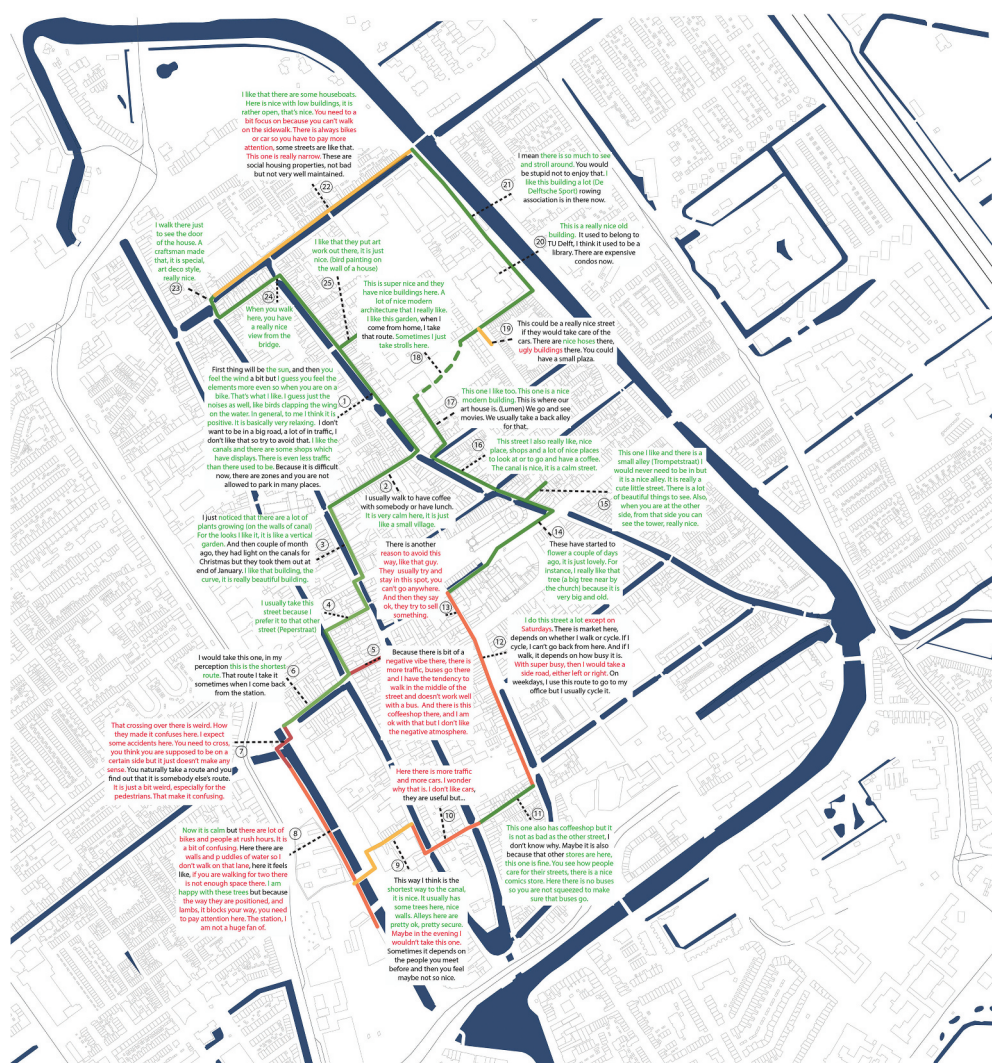 I like that there are some houseboats.
Here is nice with low buildings, it is
rather open, that's nice. You need to a
bit focus on because you can't walk
on the sidewalk. There is always bikes
or car so you have to pay more
attention, some streets are like that.
This one is really narrow. These are
social housing properties, not bad
but not very well maintained.
22
I mean there is so much to see
and stroll around. You would
be stupid not to enjoy that. I
like this building a lot (De
Delftsche Sport) rowing
association is in there now.
21
This is a really nice old
building. It used to belong to
TU Delft, I think it used to be a
library. There are expensive
condos now.
20
I walk there just
to see the door
of the house. A
craftsman made
that, it is special,
art deco style,
really nice.
23
I like that they put art
work out there, it is just
nice. (bird painting on
the wall of a house)
25
When you walk
here, you have
a really nice
view from the
bridge.
24
This is super nice and they
have nice buildings here. A
lot of nice modern
architecture that I really like.
I like this garden, when I
come from home, I take
that route. Sometimes I just
take strolls here.
18
This could be a really nice street
if they would take care of the
cars. There are nice hoses there,
ugly buildings there. You could
have a small plaza.
19
First thing will be the sun, and then you
feel the wind a bit but I guess you feel the
elements more even so when you are on a
bike. That's what I like. I guess just the
noises as well, like birds clapping the wing
on the water. In general, to me I think it is
positive. It is basically very relaxing. I don't
want to be in a big road, a lot of in traffic, I
don't like that so try to avoid that. I like the
canals and there are some shops which
have displays. There is even less traffic
than there used to be. Because it is difficult
now, there are zones and you are not
allowed to park in many places.
1
This one I like too. This one is a nice
modern building. This is where our
art house is. (Lumen) We go and see
movies. We usually take a back alley
for that.
17
This street I also really like, nice
place, shops and a lot of nice places
to look at or to go and have a coffee.
The canal is nice, it is a calm street.
16
This one I like and there is a
small alley (Trompetstraat) I
would never need to be in but
it is a nice alley. It is really a
cute little street. There is a lot
of beautiful things to see. Also,
when you are at the other
side, from that side you can
see the tower, really nice.
15
I usually walk to have coffee
with somebody or have lunch.
It is very calm here, it is just
like a small village.
2
I just noticed that there are a lot of
plants growing (on the walls of canal)
For the looks I like it, it is like a vertical
garden. And then couple of month
ago, they had light on the canals for
Christmas but they took them out at
end of January. I like that building, the
curve, it is really beautiful building.
3
There is another
reason to avoid this
way, like that guy.
They usually try and
stay in this spot, you
can't go anywhere.
And then they say
ok, they try to sell
something.
13
These have started to
flower a couple of days
ago, it is just lovely. For
instance, I really like that
tree (a big tree near by
the church) because it is
very big and old.
14
I usually take this
street because I
prefer it to that other
street (Peperstraat)
4
I do this street a lot except on
Saturdays. There is market here,
depends on whether I walk or cycle. If I
cycle, I can't go back from here. And if I
walk, it depends on how busy it is.
With super busy, then I would take a
side road, either left or right. On
weekdays, I use this route to go to my
office but I usually cycle it.
12
Because there is bit of a
negative vibe there, there is
more traffic, buses go there
and I have the tendency to
walk in the middle of the
street and doesn't work well
with a bus. And there is this
coffeeshop there, and I am
ok with that but I don't like
the negative atmosphere.
5
I would take this one, in my
perception this is the shortest
route. That route I take it
sometimes when I come back
from the station.
6
That crossing over there is weird. How
they made it confuses here. I expect
some accidents here. You need to cross,
you think you are supposed to be on a
certain side but it just doesn't make any
sense. You naturally take a route and you
find out that it is somebody else's route.
It is just a bit weird, especially for the
pedestrians. That make it confusing.
7
Here there is more traffic
and more cars. I wonder
why that is. I don't like cars,
they are useful but...
10
Now it is calm but there are lot of
bikes and people at rush hours. It is
a bit of confusing. Here there are
walls and p uddles of water so I
don't walk on that lane, here it feels
like, if you are walking for two there
is not enough space there. I am
happy with these trees but because
the way they are positioned, and
lambs, it blocks your way, you need
to pay attention here. The station, I
am not a huge fan of.
8
This way I think is the
shortest way to the canal,
it is nice. It usually has
some trees here, nice
walls. Alleys here are
pretty ok, pretty secure.
Maybe in the evening I
wouldn't take this one.
Sometimes it depends on
the people you meet
before and then you feel
maybe not so nice.
9
This one also has coffeeshop but it
is not as bad as the other street, I
don't know why. Maybe it is also
because that other stores are here,
this one is fine. You see how people
care for their streets, there is a nice
comics store. Here there is no buses
so you are not squeezed to make
sure that buses go.
11